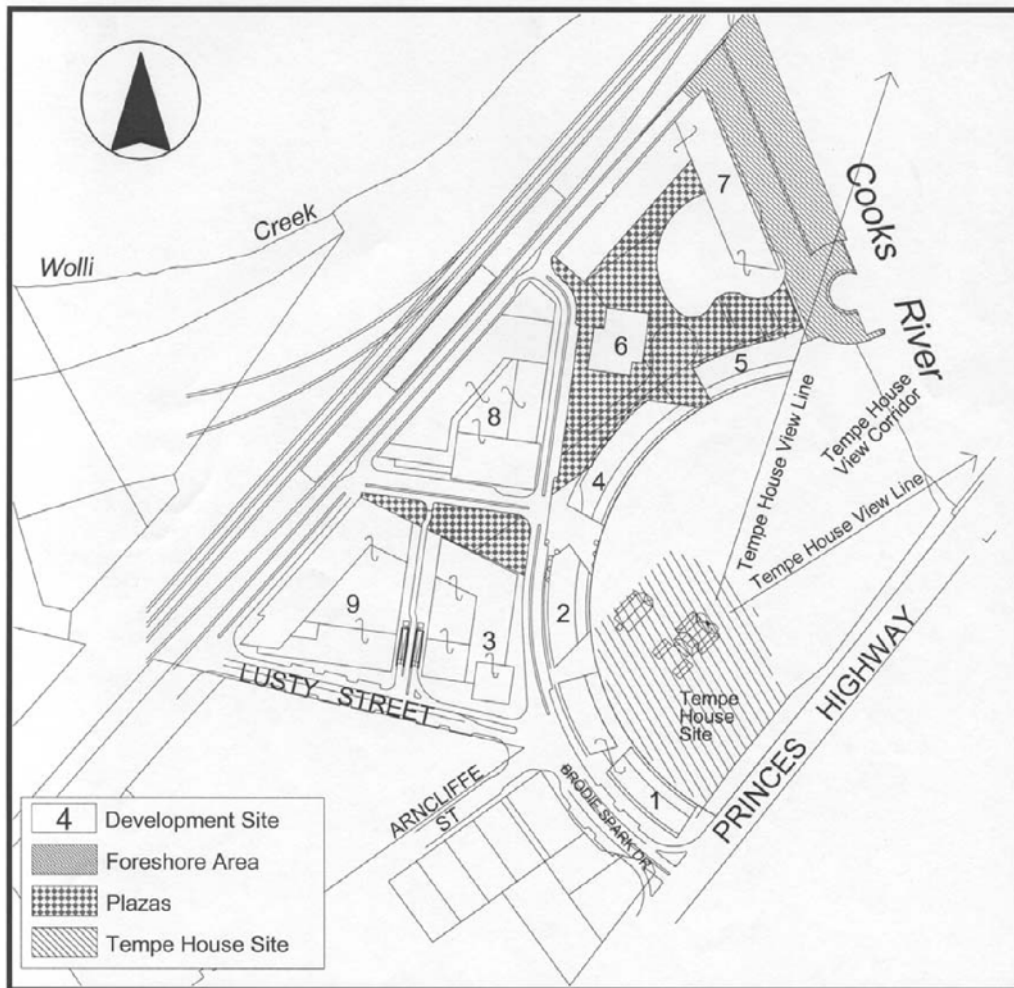 Cooks
River
Wolli
Creek
7
6
5
8
4
Tempe House View Line
Tempe House
View Corridor
Tempe House View Line
9
3
2
LUSTY STREET
Tempe
House
Site
PRINCES HIGHWAY
ARNCLIFFE
ST
BRODIE SPARK DR
1
4 Development Site
Foreshore Area
Plazas
Tempe House Site